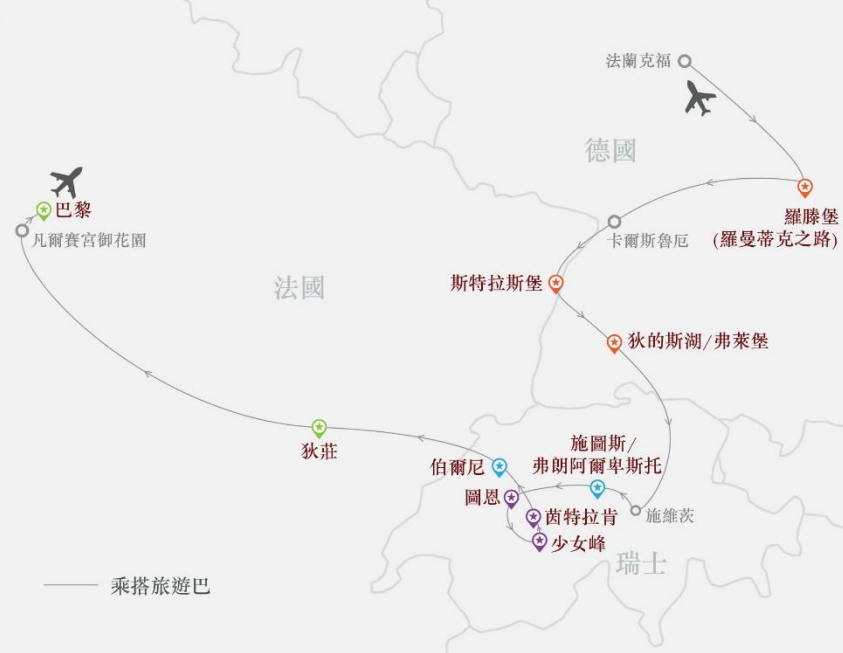 法蘭克福
德國
羅滕堡
(羅曼蒂克之路)
巴黎
凡爾賽宮御花園
卡爾斯魯厄
法國
斯特拉斯堡
狄的斯湖/弗萊堡
狄莊
施圖斯/
弗朗阿爾卑斯托
伯爾尼
圖恩
茵特拉肯
施維茨
少女峰
瑞士
乘搭旅遊巴